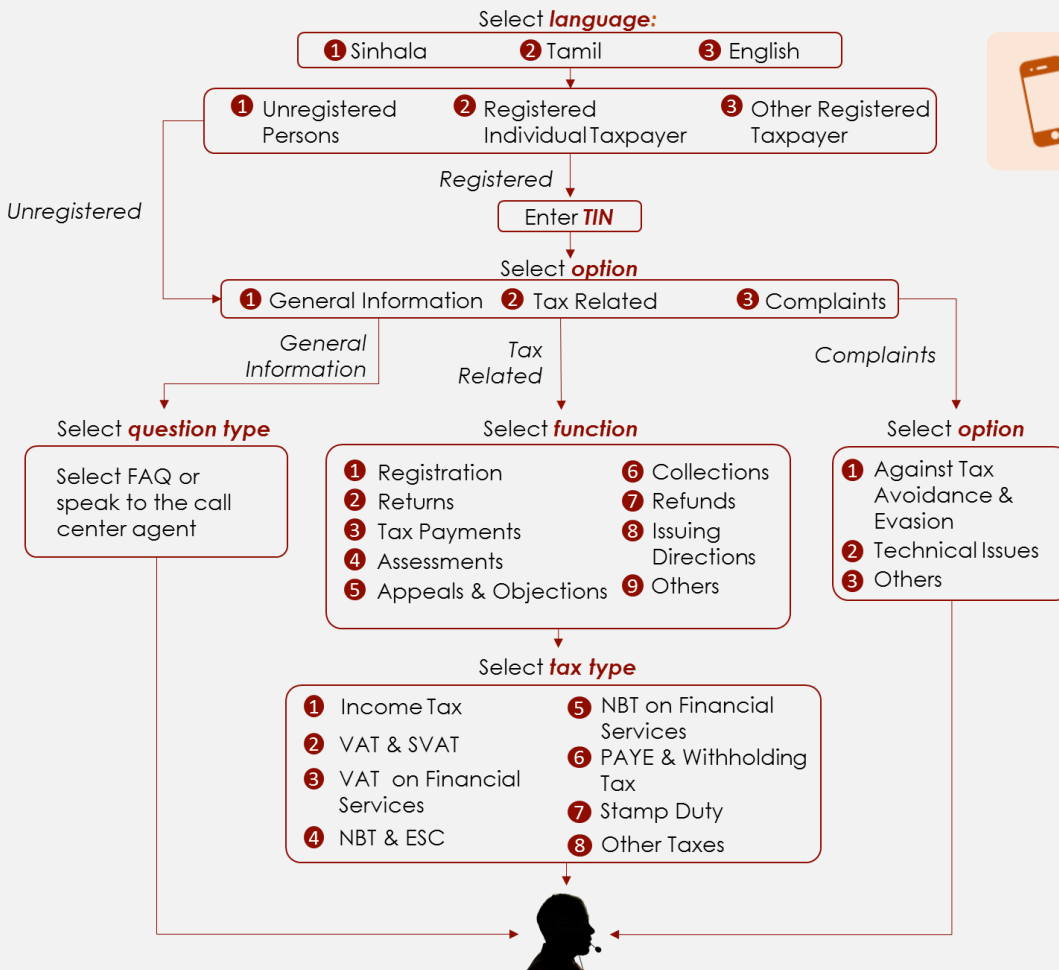 Select language:
1 Sinhala 2 Tamil 3 English
1 Unregistered Persons
2 Registered Individual Taxpayer
3 Other Registered Taxpayer
Registered
Unregistered
Enter TIN
Select option
1 General Information 2 Tax Related 3 Complaints
General
Information
Tax
Related
Complaints
Select question type
Select FAQ or
speak to the call
center agent
Select function
1 Registration
2 Returns
3 Tax Payments
4 Assessments
5 Appeals & Objections
6 Collections
7 Refunds
8 Issuing
Directions
9 Others
Select option
1 Against Tax
Avoidance &
Evasion
2 Technical Issues
3 Others
Select tax type
1 Income Tax
2 VAT & SVAT
3 VAT on Financial
Services
4 NBT & ESC
5 NBT on Financial
Services
6 PAYE & Withholding
Tax
7 Stamp Duty
8 Other Taxes